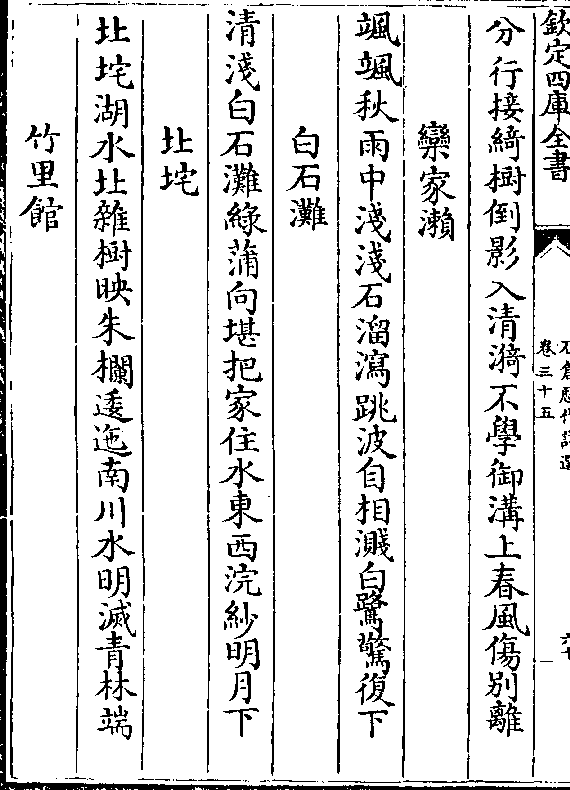 欽定四庫全書
石倉歷代詩選
卷三十五
分行接綺樹倒影入清漪不學御溝上春風傷別離
欒家瀨
颯颯秋雨中淺淺石溜瀉跳波自相濺白鷺驚復下
白石灘
清淺白石灘綠蒲向堪把家住水東西浣紗明月下
北垞
北垞湖水北雜樹映朱欄逶迤南川水明滅青林端
竹里館